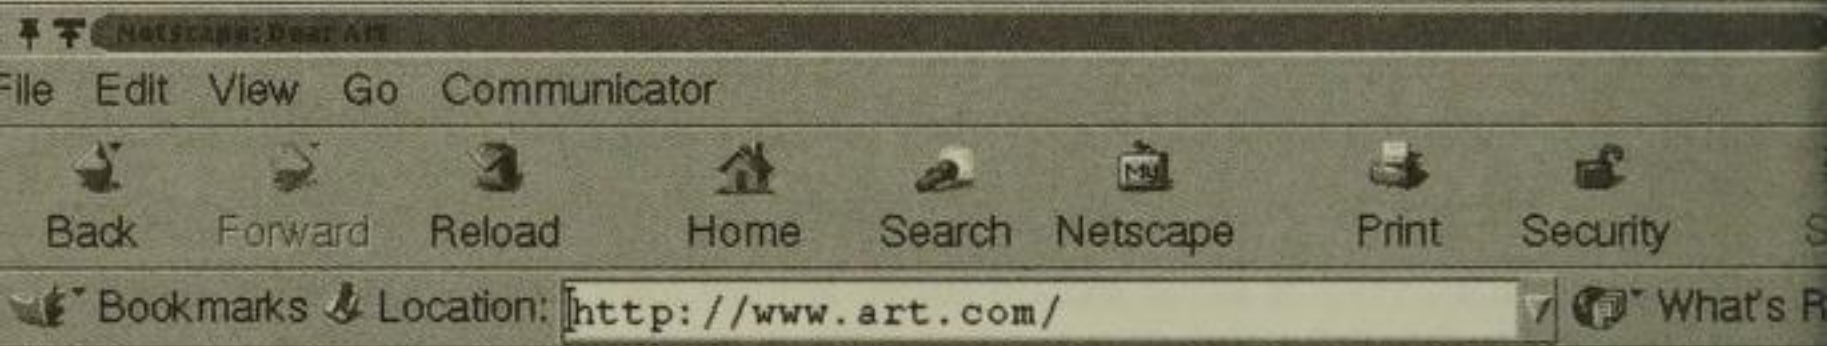 Netscape: Dear Art
File Edit View Go Communicator
My
Back Forward Reload Home Search Netscape Print Security
Bookmarks Location: http://www.art.com/ What's